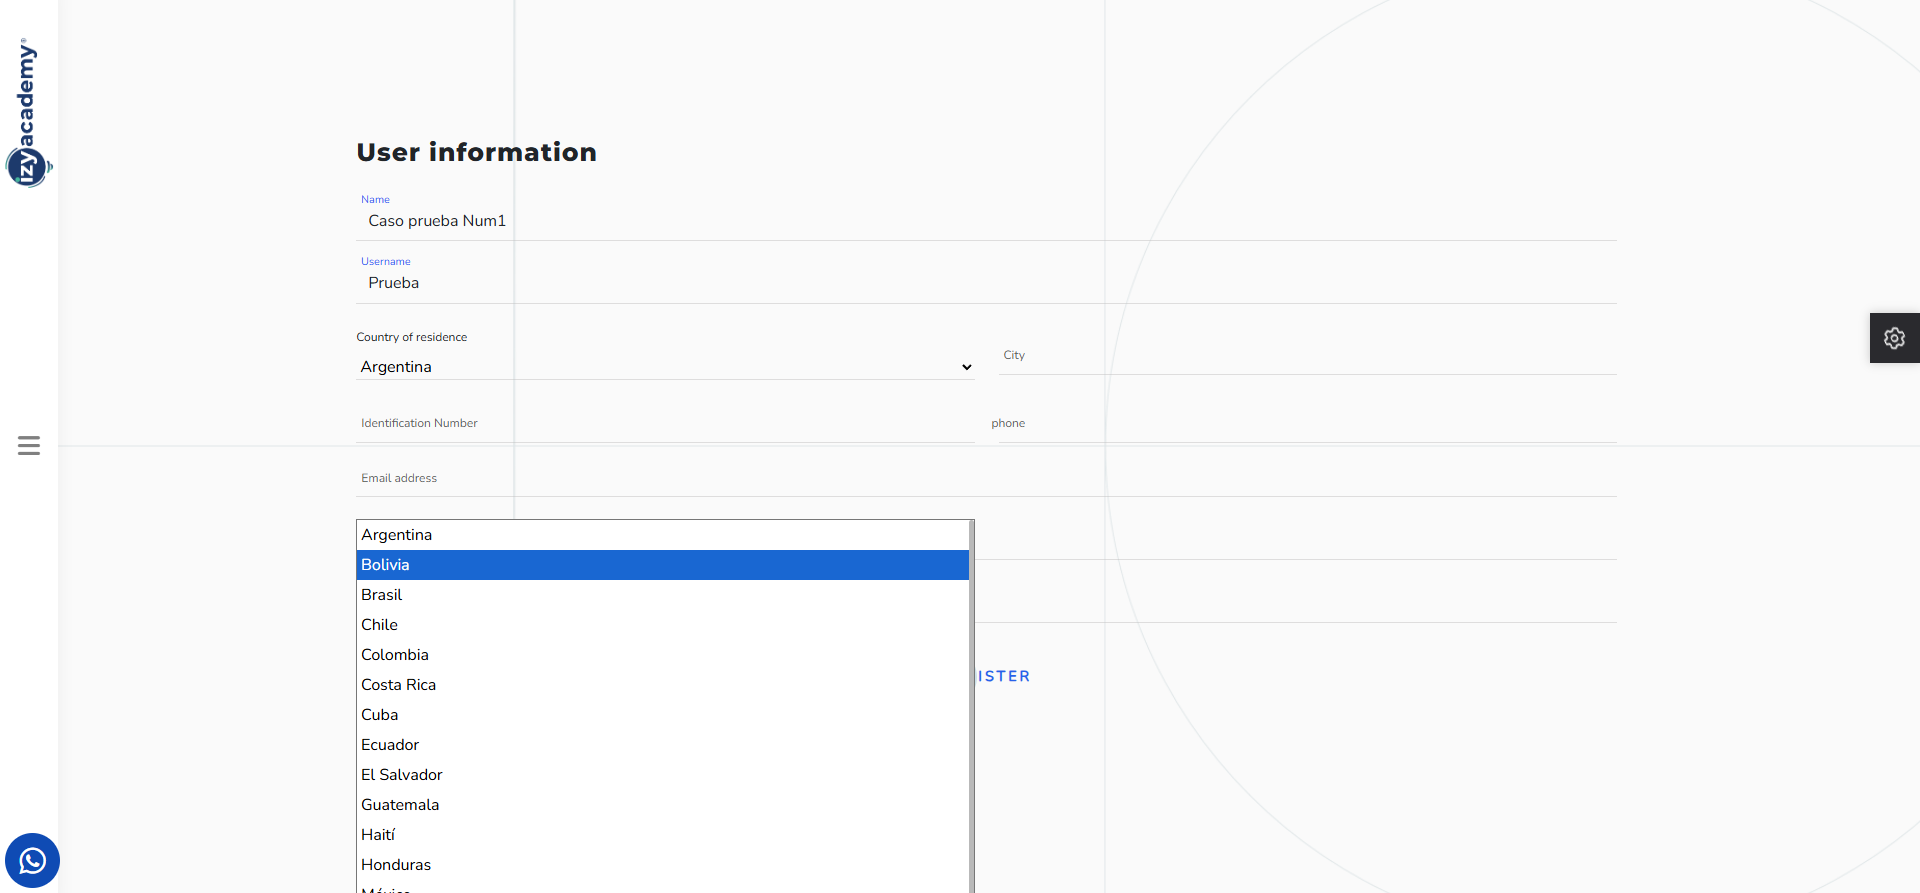 izyacademy®
User information
Name
Caso prueba Num1
Username
Prueba
Country of residence
Argentina
City
Identification Number
phone
Email address
Argentina
Bolivia
Brasil
Chile
Colombia
Costa Rica
Cuba
Ecuador
El Salvador
Guatemala
Haití
Honduras
México
ISTER